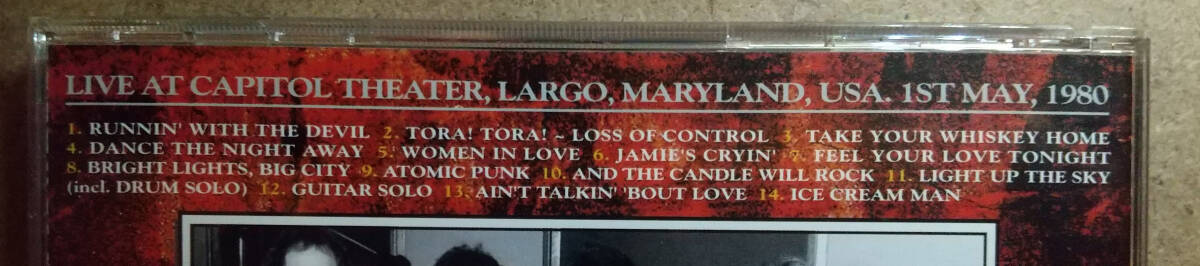 LIVE AT CAPITOL THEATER, LARGO, MARYLAND, USA. 1ST MAY, 1980
1. RUNNIN' WITH THE DEVIL 2. TORA! TORA! ~ LOSS OF CONTROL 3. TAKE YOUR WHISKEY HOME
4. DANCE THE NIGHT AWAY 5. WOMEN IN LOVE 6. JAMIE'S CRYIN' 7. FEEL YOUR LOVE TONIGHT
8. BRIGHT LIGHTS, BIG CITY 9. ATOMIC PUNK 10. AND THE CANDLE WILL ROCK 11. LIGHT UP THE SKY
(incl. DRUM SOLO) 12. GUITAR SOLO 13. AIN'T TALKIN' 'BOUT LOVE 14. ICE CREAM MAN